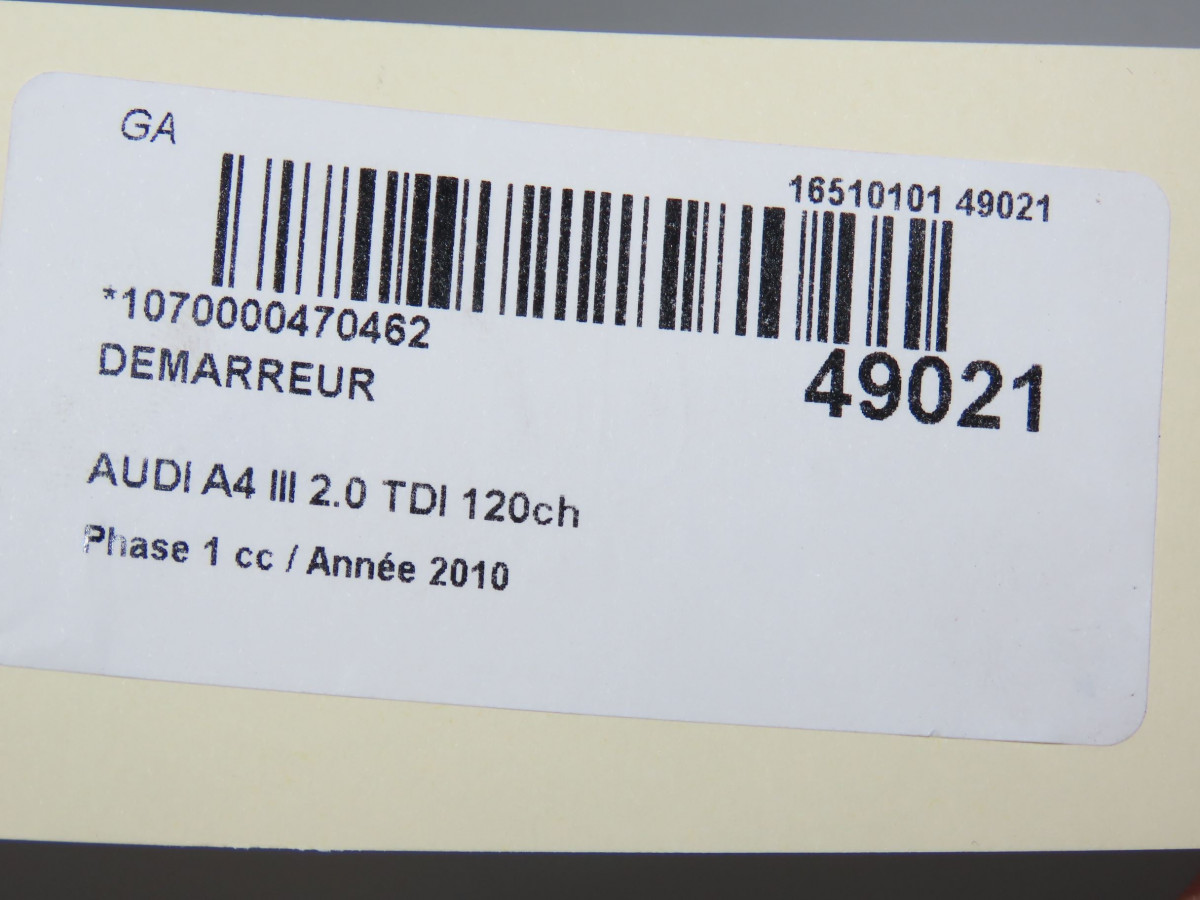 GA
16510101 49021
*1070000470462
49021
DEMARREUR
AUDI A4 III 2.0 TDI 120ch
Phase 1 cc / Année 2010